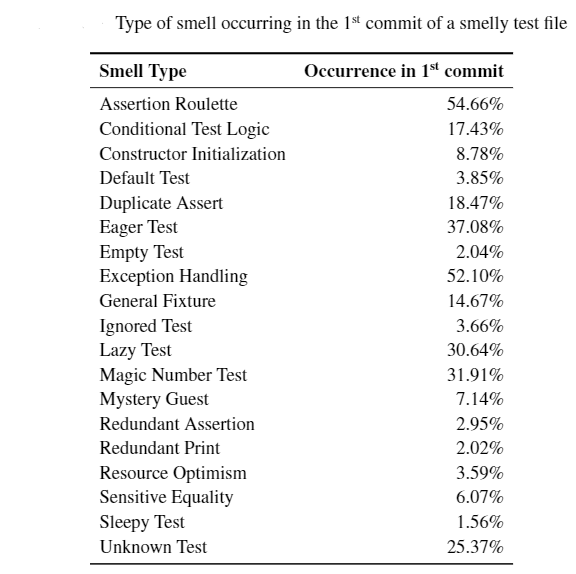 Type of smell occurring in the 1st commit of a smelly test file
Smell Type Occurrence in 1st commit
Assertion Roulette 54.66%
Conditional Test Logic 17.43%
Constructor Initialization 8.78%
Default Test 3.85%
Duplicate Assert 18.47%
Eager Test 37.08%
Empty Test 2.04%
Exception Handling 52.10%
General Fixture 14.67%
Ignored Test 3.66%
Lazy Test 30.64%
Magic Number Test 31.91%
Mystery Guest 7.14%
Redundant Assertion 2.95%
Redundant Print 2.02%
Resource Optimism 3.59%
Sensitive Equality 6.07%
Sleepy Test 1.56%
Unknown Test 25.37%